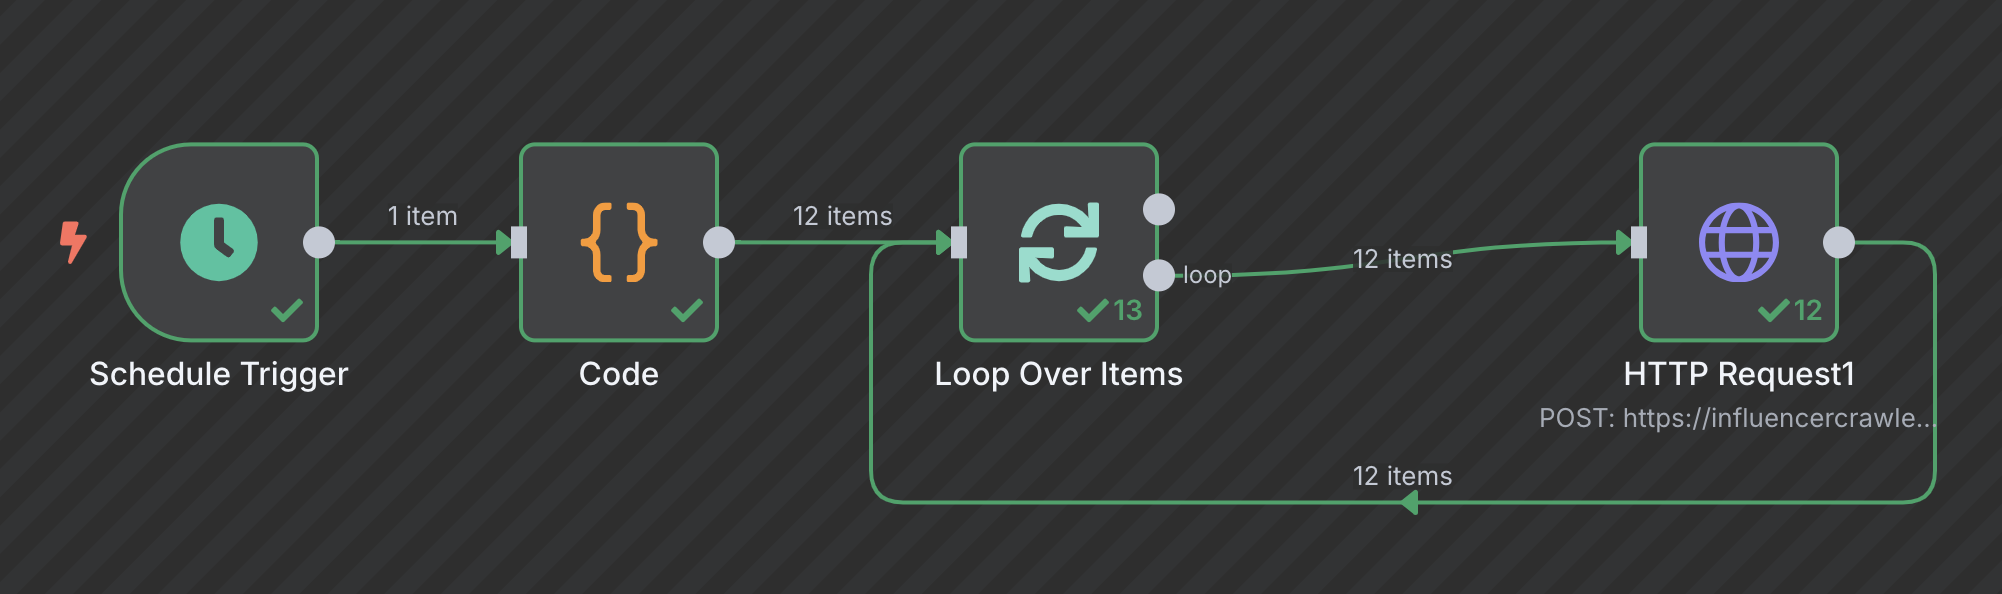 1 item
12 items
loop
12 items
13
12
Schedule Trigger
Code
Loop Over Items
HTTP Request1
POST: https://influencercrawle...
12 items